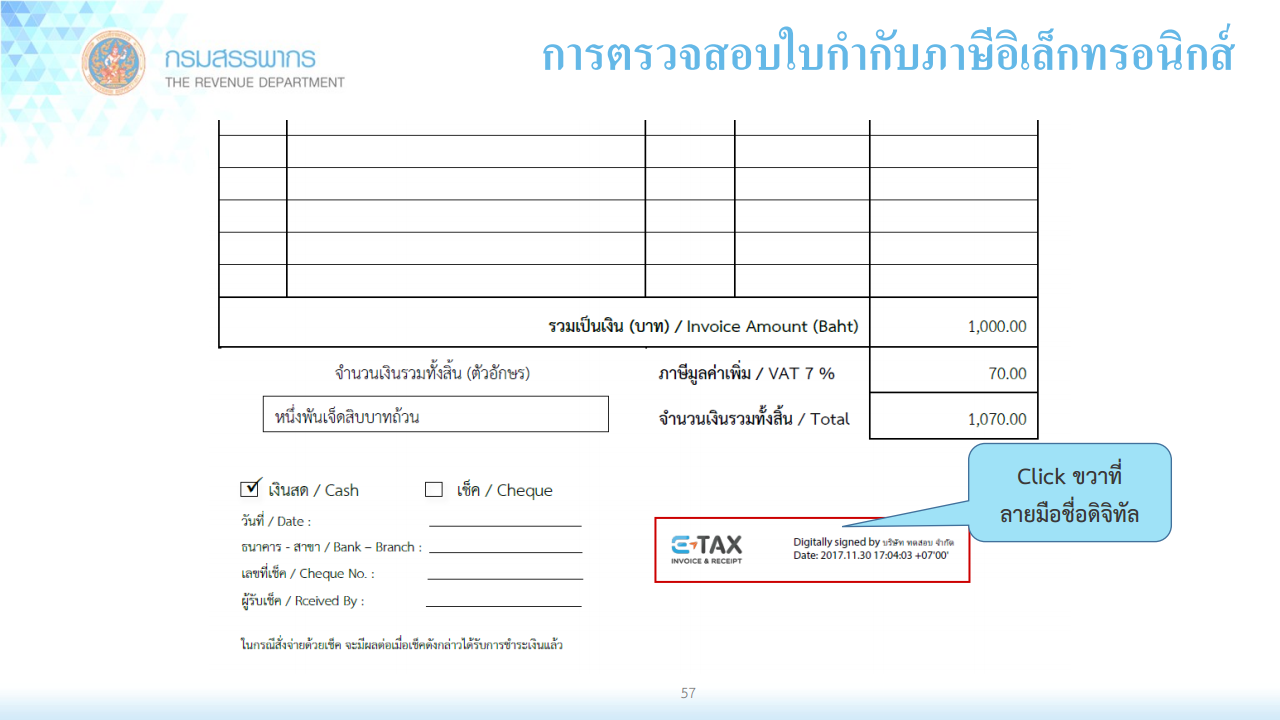 กรมสรรพากร
THE REVENUE DEPARTMENT
การตรวจสอบใบกำกับภาษีอิเล็กทรอนิกส์
รวมเป็นเงิน (บาท) / Invoice Amount (Baht) 1,000.00
จำนวนเงินรวมทั้งสิ้น (ตัวอักษร)
ภาษีมูลค่าเพิ่ม / VAT 7 % 70.00
หนึ่งพันเจ็ดสิบบาทถ้วน
จำนวนเงินรวมทั้งสิ้น / Total 1,070.00
Click ขวาที่
ลายมือชื่อดิจิทัล
เงินสด / Cash เช็ค / Cheque
วันที่ / Date :
ธนาคาร - สาขา / Bank – Branch :
เลขที่เช็ค / Cheque No. :
ผู้รับเช็ค / Rceived By :
E-TAX
INVOICE & RECEIPT
Digitally signed by บริษัท ทดสอบ จำกัด
Date: 2017.11.30 17:04:03 +07'00'
ในกรณีสั่งจ่ายด้วยเช็ค จะมีผลต่อเมื่อเช็คดังกล่าวได้รับการชำระเงินแล้ว
57